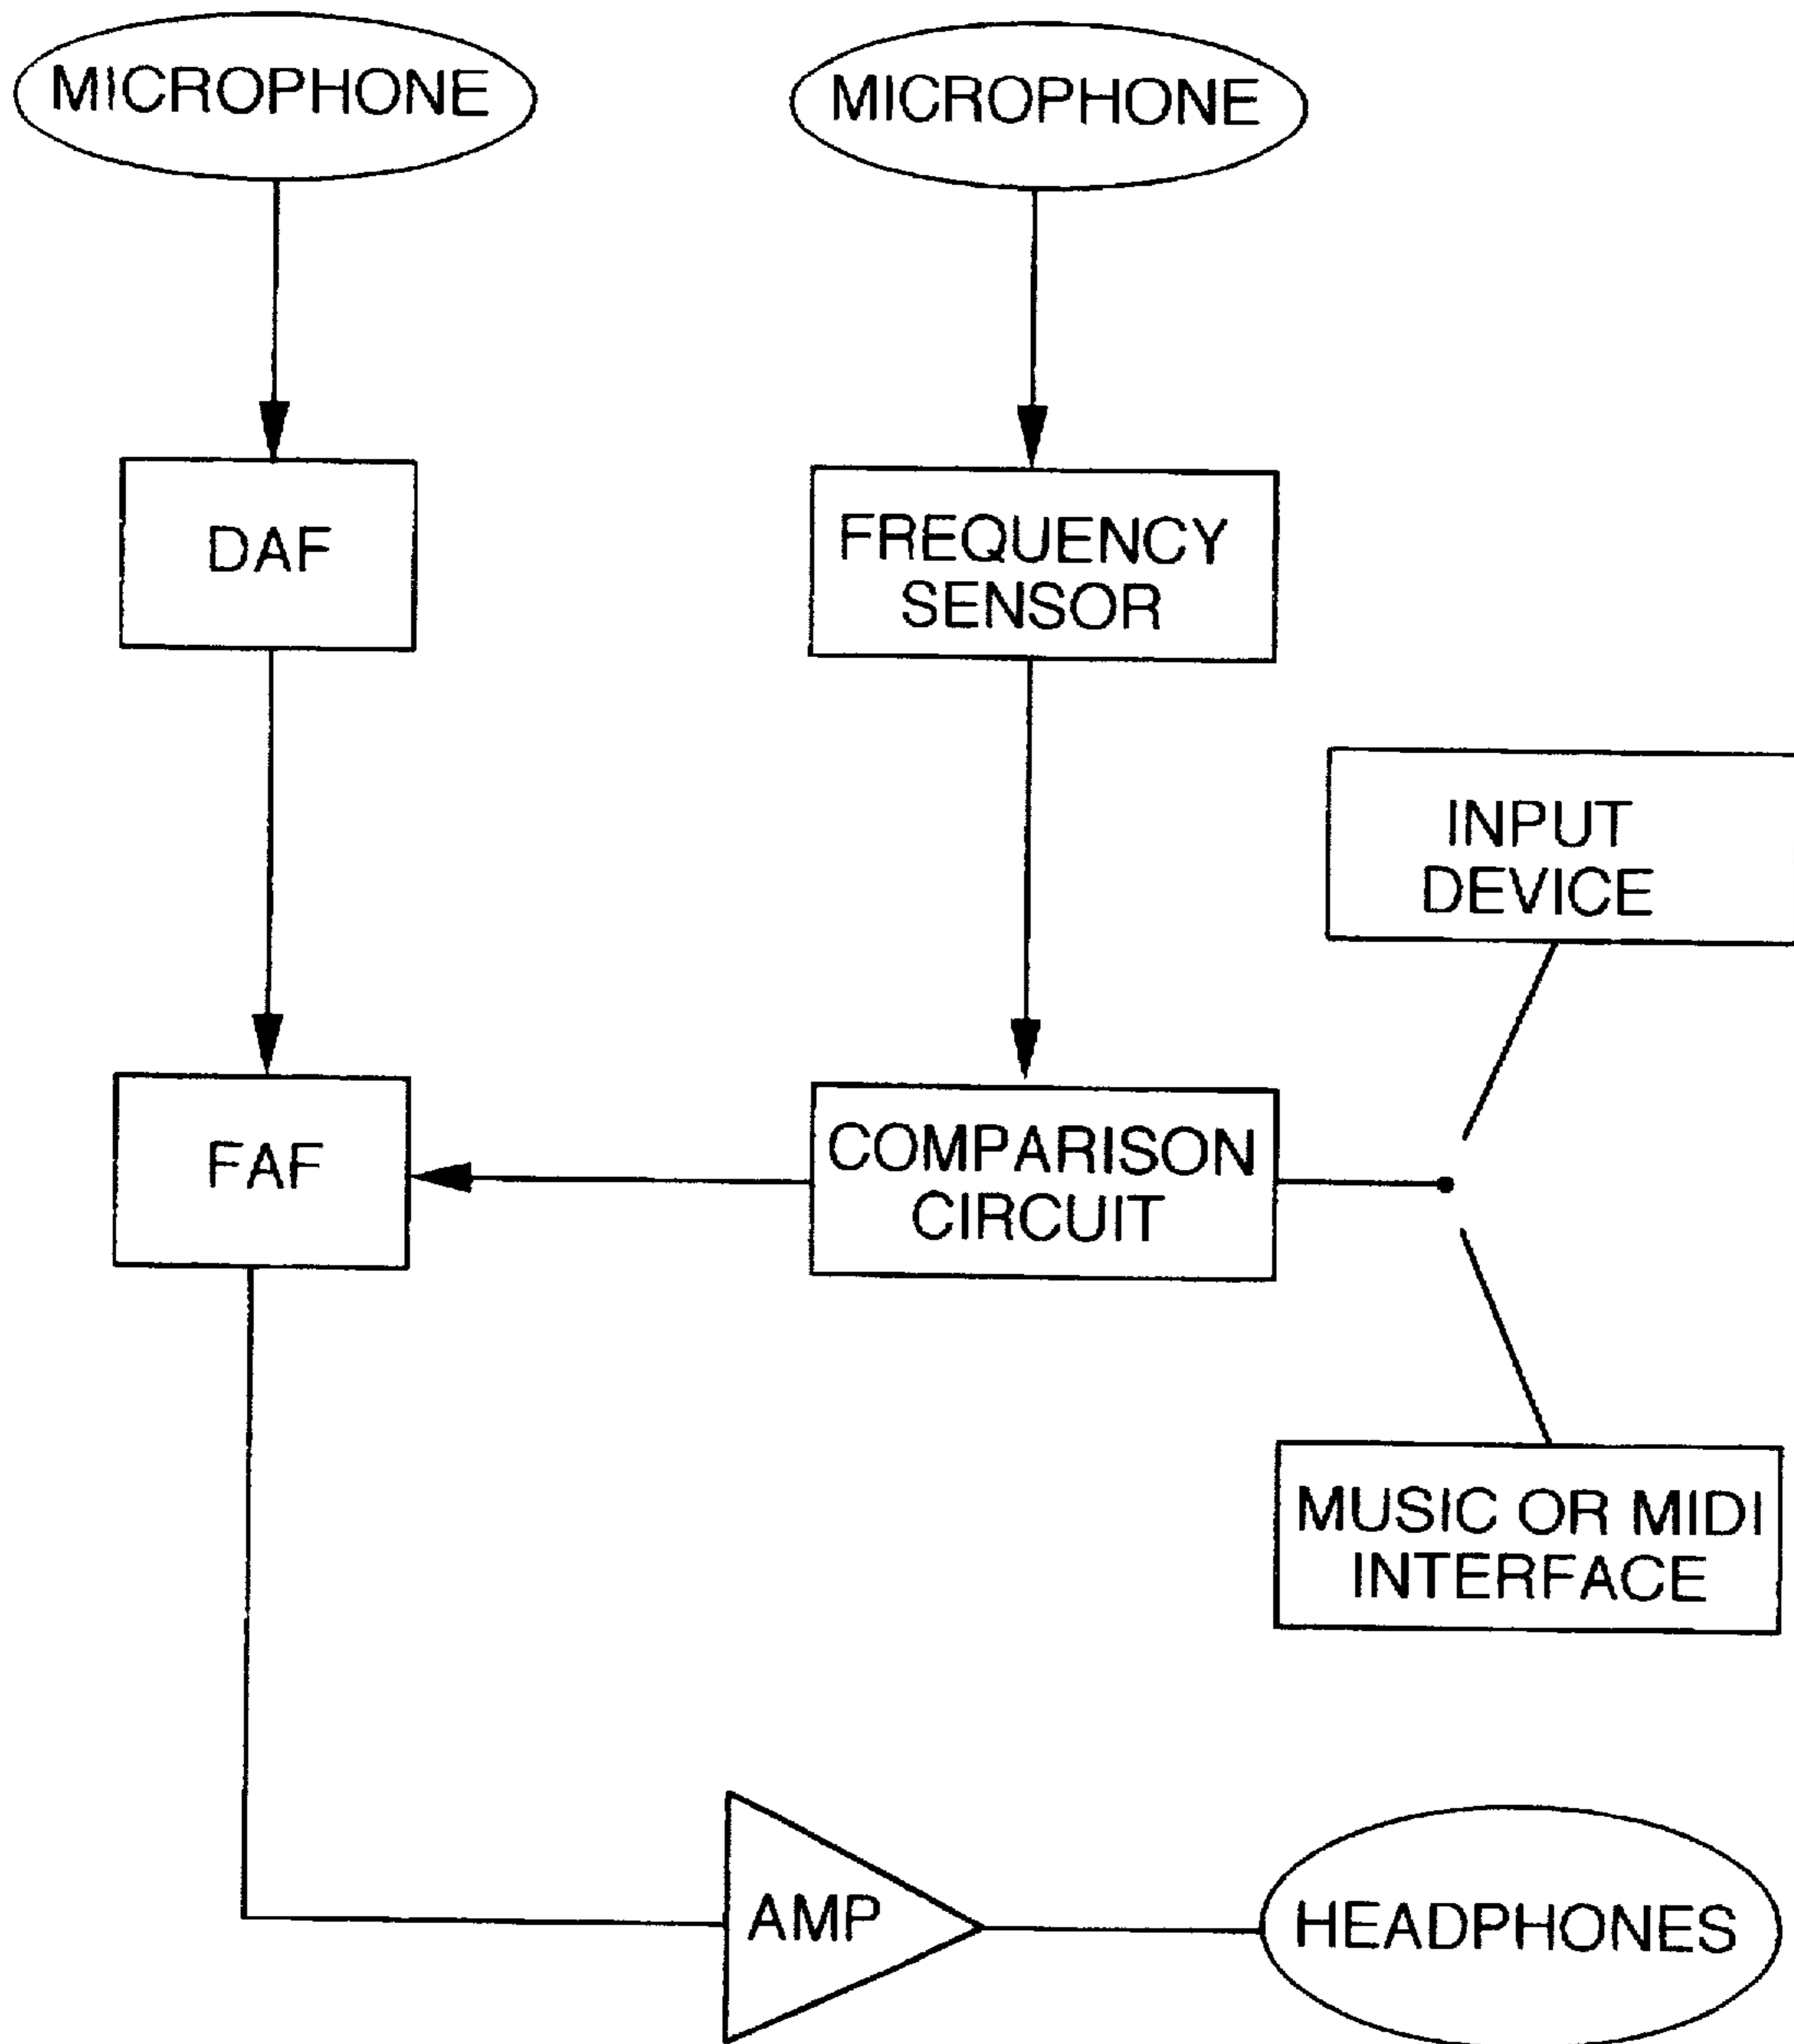 MICROPHONE
MICROPHONE
DAF
FREQUENCY
SENSOR
INPUT
DEVICE
FAF
COMPARISON
CIRCUIT
MUSIC OR MIDI
INTERFACE
AMP
HEADPHONES